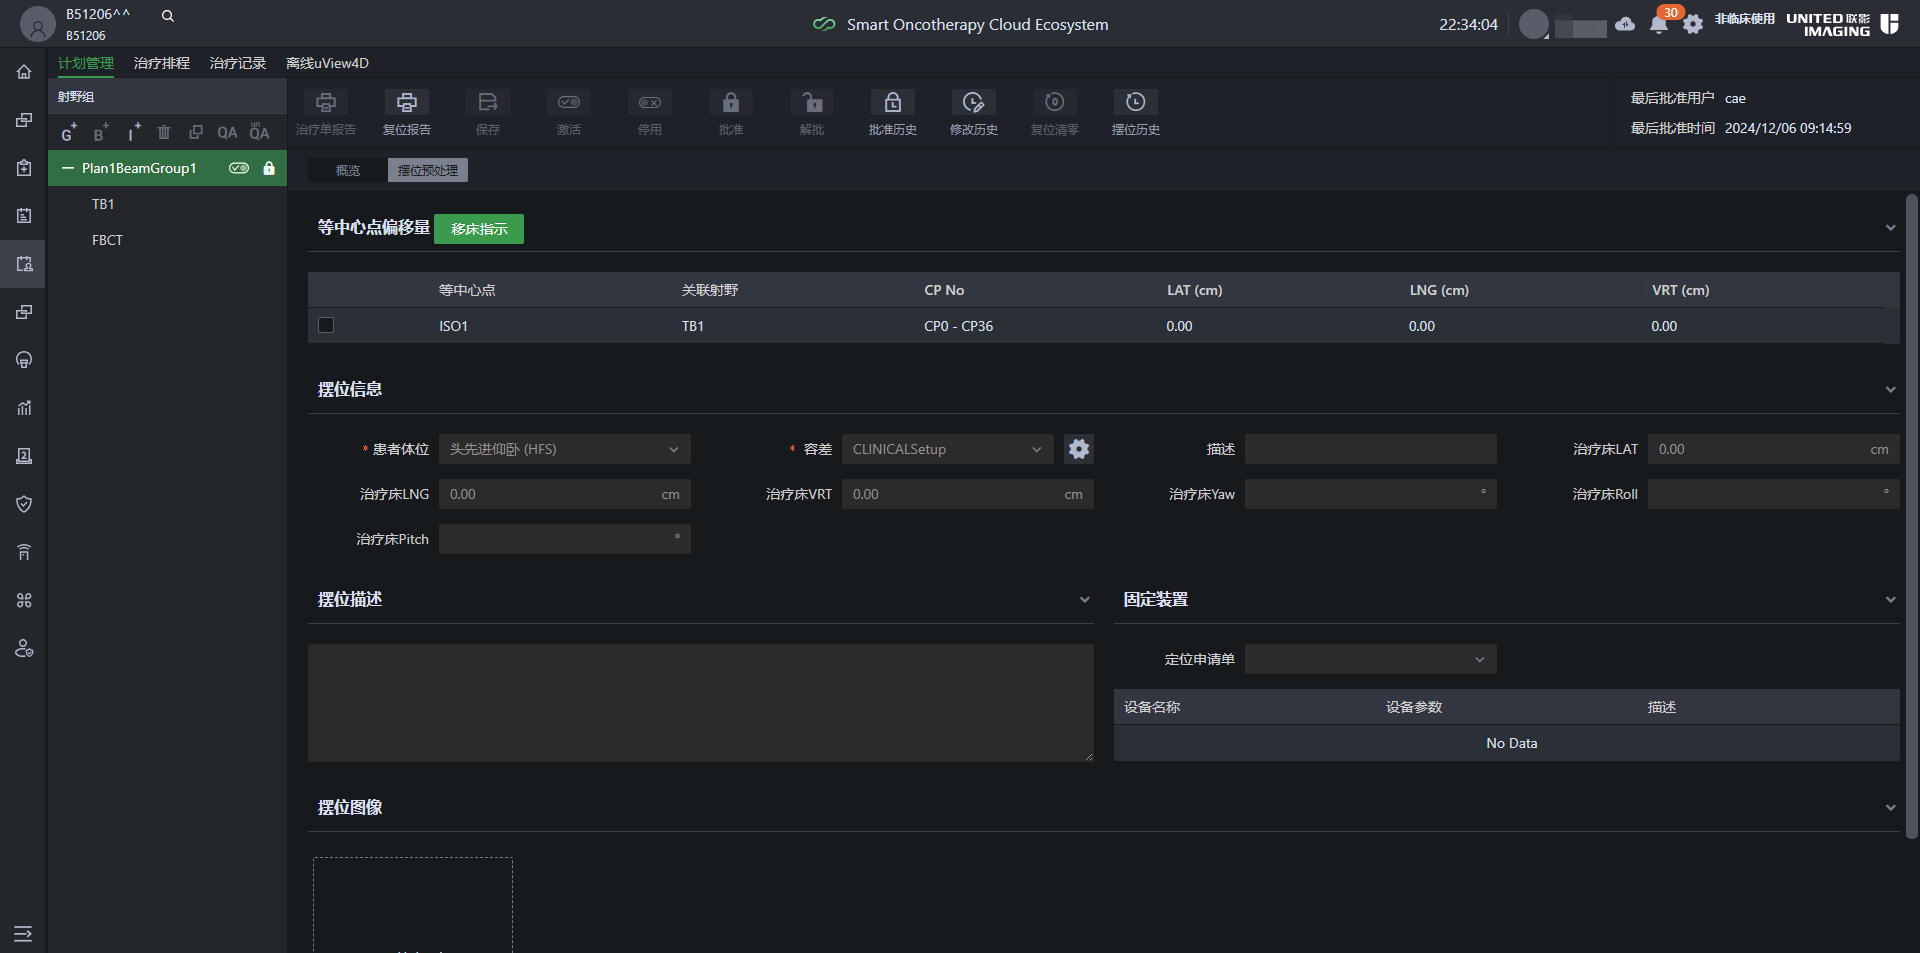 B51206^^
B51206
Smart Oncotherapy Cloud Ecosystem
22:34:04
30
非临床使用
UNITED 联影
IMAGING
计划管理 治疗排程 治疗记录 离线uView4D
射野组
G+ B+ I+ QA unQA
Plan1BeamGroup1
TB1
FBCT
治疗单报告 复位报告 保存 激活 停用 批准 解批 批准历史 修改历史 复位清零 摆位历史
最后批准用户 cae
最后批准时间 2024/12/06 09:14:59
概览 摆位预处理
等中心点偏移量 移床指示
等中心点 关联射野 CP No LAT (cm) LNG (cm) VRT (cm)
ISO1 TB1 CP0 - CP36 0.00 0.00 0.00
摆位信息
* 患者体位 头先进仰卧 (HFS) * 容差 CLINICALSetup 描述 治疗床LAT 0.00 cm
治疗床LNG 0.00 cm 治疗床VRT 0.00 cm 治疗床Yaw ° 治疗床Roll °
治疗床Pitch °
摆位描述
固定装置
定位申请单
设备名称 设备参数 描述
No Data
摆位图像